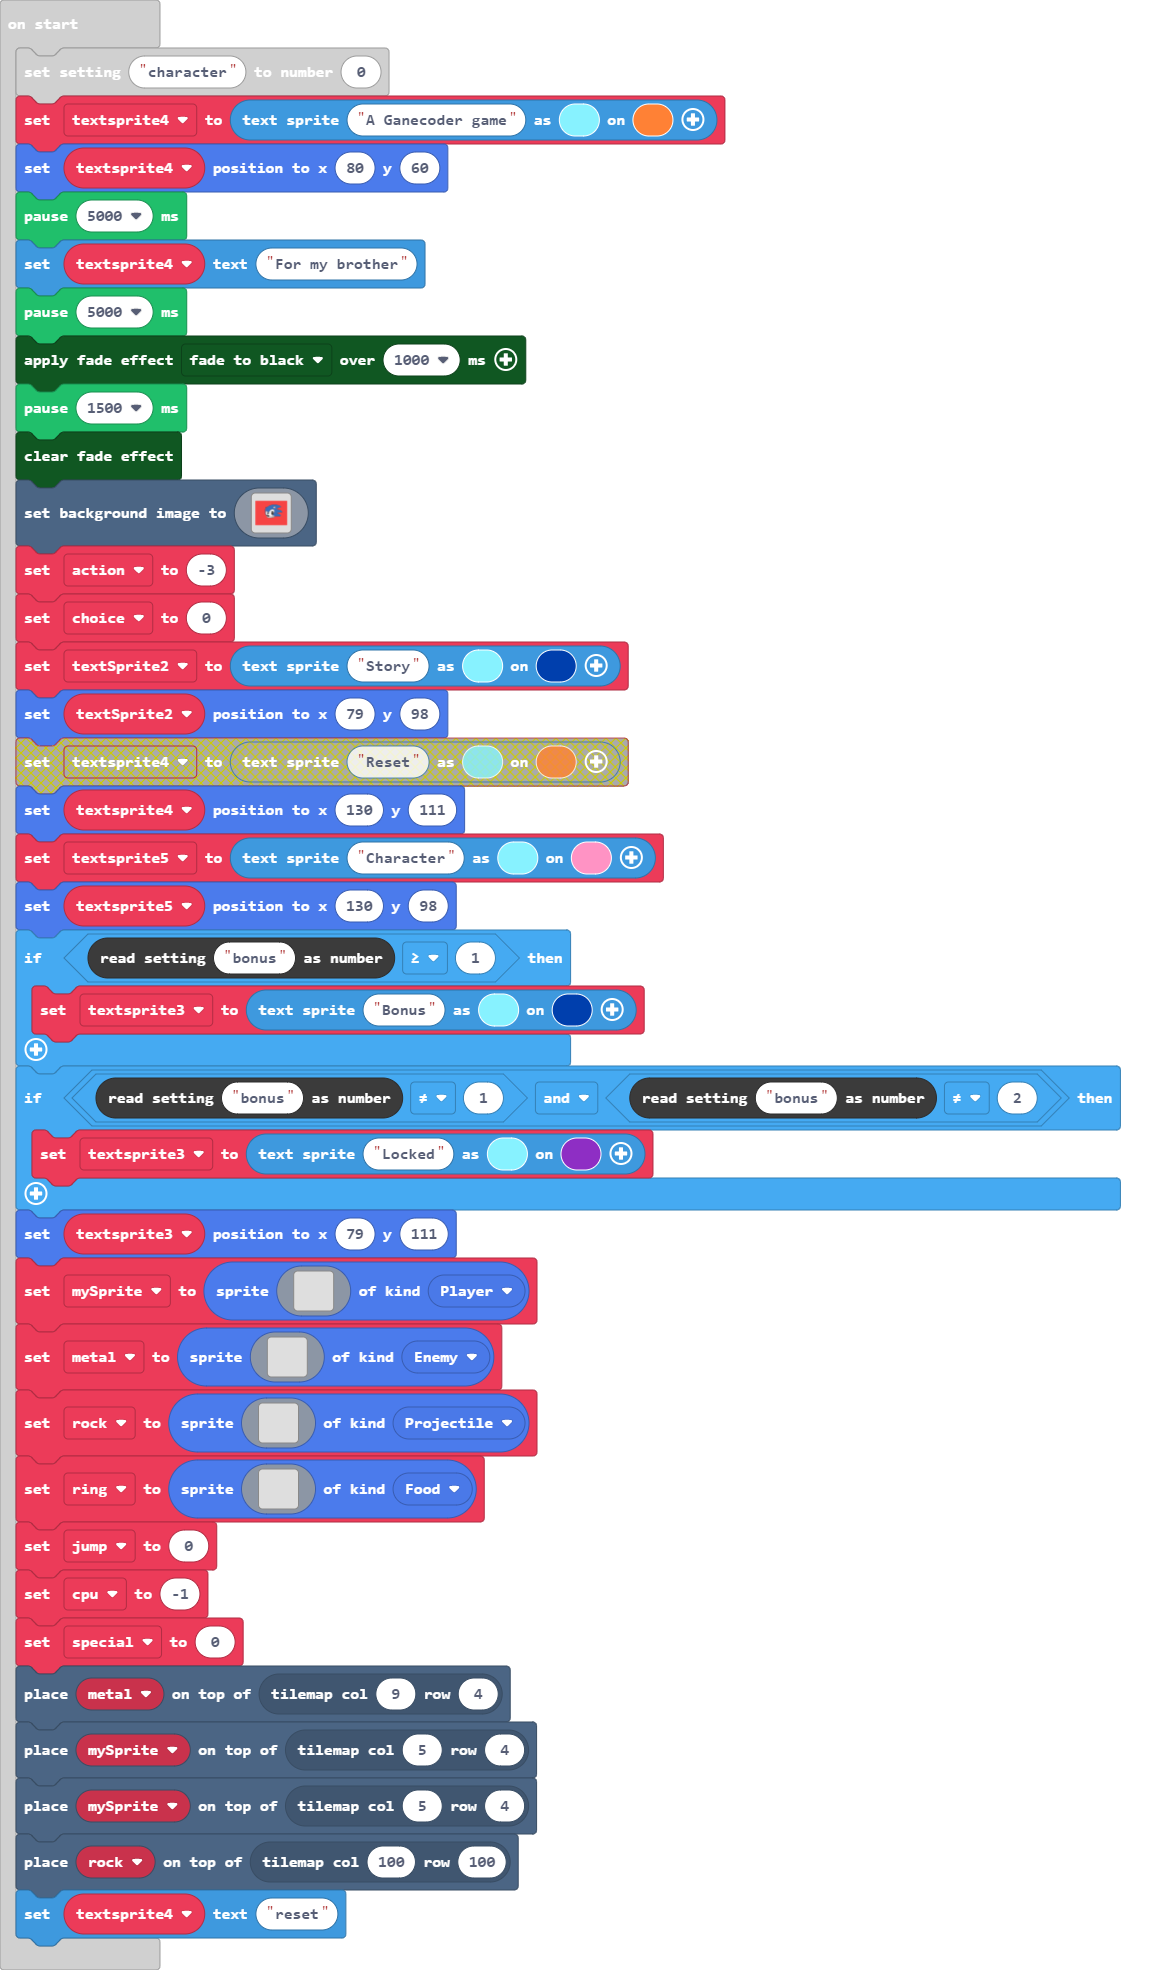 on start
set setting "character" to number 0
set textsprite4 to text sprite "A Ganecoder game" as on
set textsprite4 position to x 80 y 60
pause 5000 ms
set textsprite4 text "For my brother"
pause 5000 ms
apply fade effect fade to black over 1000 ms
pause 1500 ms
clear fade effect
set background image to
set action to -3
set choice to 0
set textSprite2 to text sprite "Story" as on
set textSprite2 position to x 79 y 98
set textsprite4 to text sprite "Reset" as on
set textsprite4 position to x 130 y 111
set textsprite5 to text sprite "Character" as on
set textsprite5 position to x 130 y 98
if read setting "bonus" as number ≥ 1 then
set textsprite3 to text sprite "Bonus" as on
if read setting "bonus" as number ≠ 1 and read setting "bonus" as number ≠ 2 then
set textsprite3 to text sprite "Locked" as on
set textsprite3 position to x 79 y 111
set mySprite to sprite of kind Player
set metal to sprite of kind Enemy
set rock to sprite of kind Projectile
set ring to sprite of kind Food
set jump to 0
set cpu to -1
set special to 0
place metal on top of tilemap col 9 row 4
place mySprite on top of tilemap col 5 row 4
place mySprite on top of tilemap col 5 row 4
place rock on top of tilemap col 100 row 100
set textsprite4 text "reset"